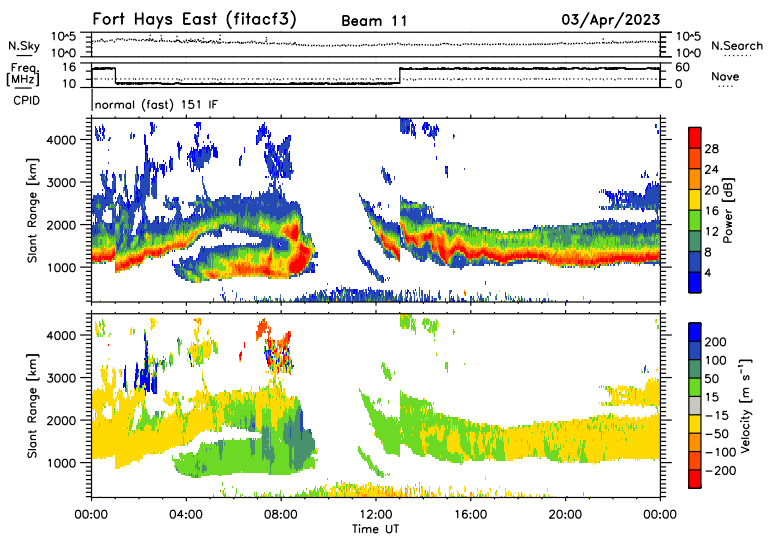 Fort Hays East (fitacf3) Beam 11 03/Apr/2023
N.Sky 10^5 10^0 10^5 10^0 N.Search
Freq. [MHz] 16 10 60 0 Nave
CPID normal (fast) 151 IF
Slant Range [km]
4000
3000
2000
1000
28
24
20
16
12
8
4
Power [dB]
Slant Range [km]
4000
3000
2000
1000
200
100
50
15
−15
−50
−100
−200
Velocity [m s⁻¹]
00:00 04:00 08:00 12:00 16:00 20:00 00:00
Time UT